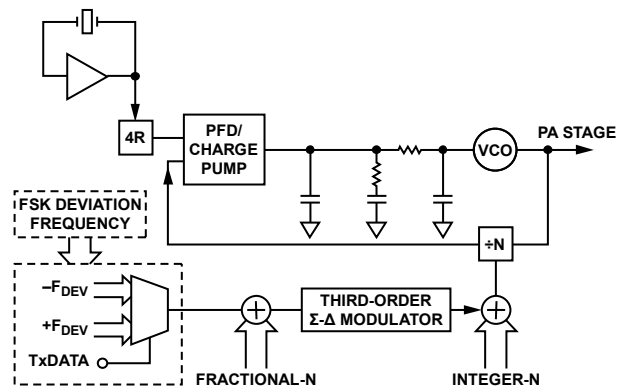 4R
PFD/
CHARGE
PUMP
VCO
PA STAGE
FSK DEVIATION
FREQUENCY
÷N
–FDEV
+FDEV
TxDATA
THIRD-ORDER
Σ-Δ MODULATOR
FRACTIONAL-N
INTEGER-N